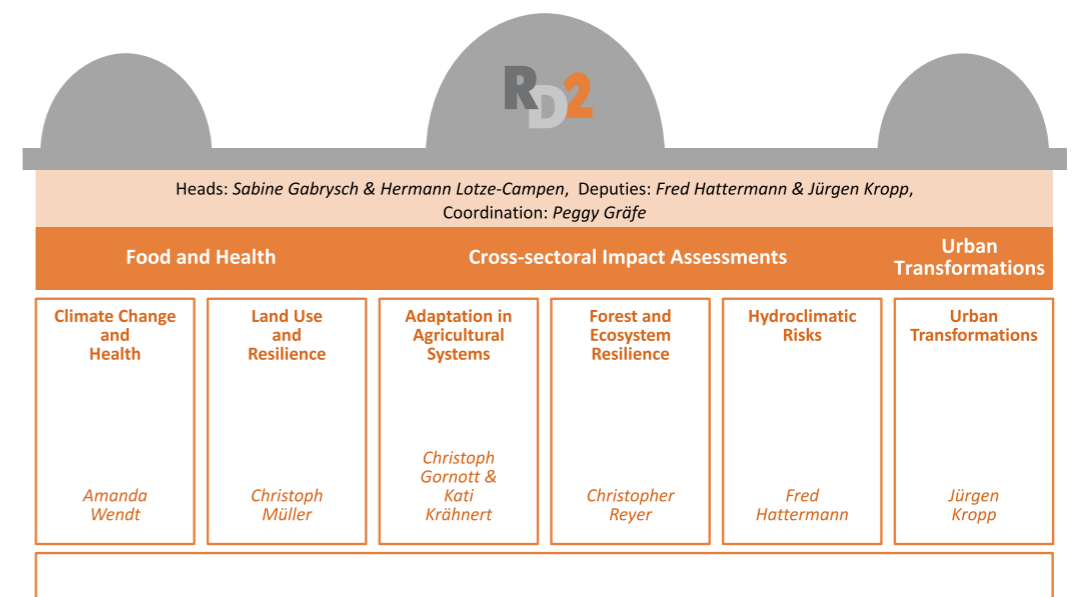 RD2
Heads: Sabine Gabrysch & Hermann Lotze-Campen, Deputies: Fred Hattermann & Jürgen Kropp,
Coordination: Peggy Gräfe
Food and Health
Cross-sectoral Impact Assessments
Urban
Transformations
Climate Change
and
Health
Amanda
Wendt
Land Use
and
Resilience
Christoph
Müller
Adaptation in
Agricultural
Systems
Christoph
Gornott &
Kati
Krähnert
Forest and
Ecosystem
Resilience
Christopher
Reyer
Hydroclimatic
Risks
Fred
Hattermann
Urban
Transformations
Jürgen
Kropp